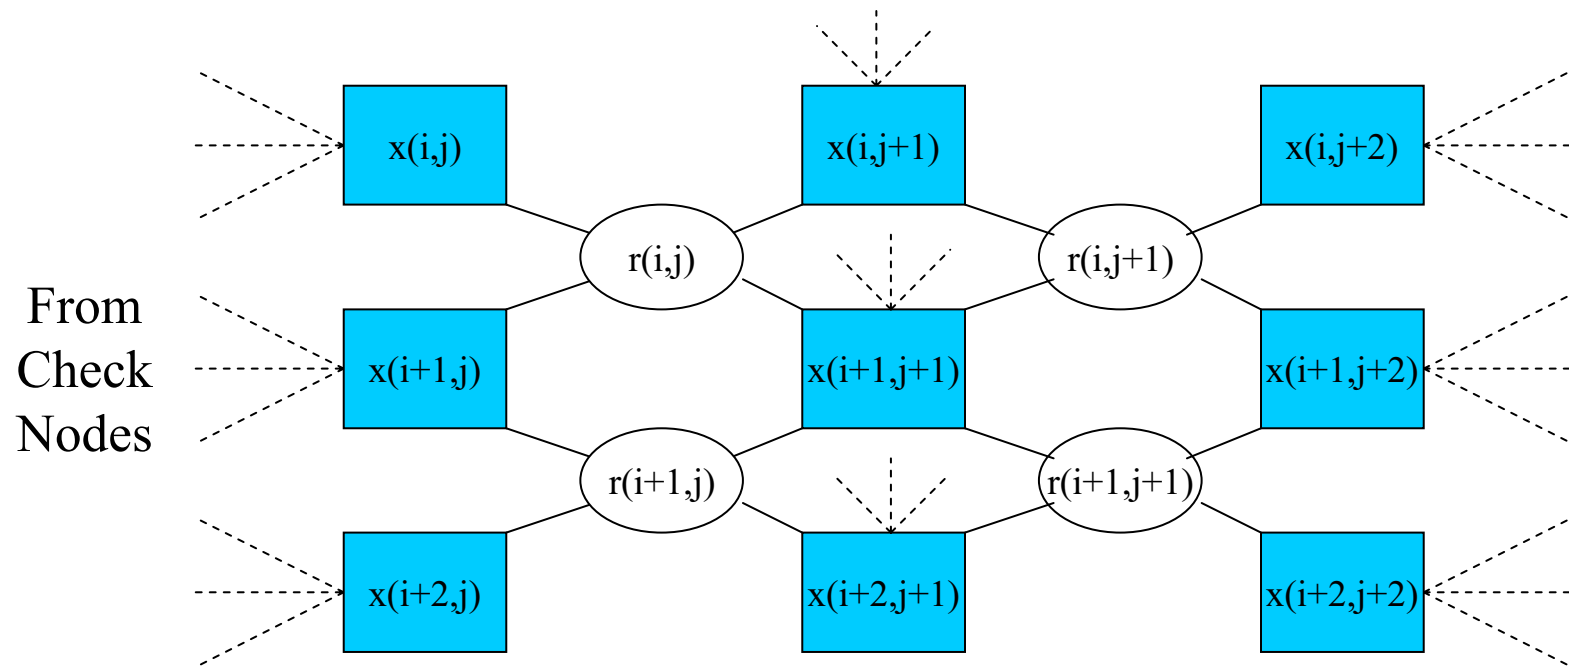 x(i,j)
x(i,j+1)
x(i,j+2)
r(i,j)
r(i,j+1)
From
Check
Nodes
x(i+1,j)
x(i+1,j+1)
x(i+1,j+2)
r(i+1,j)
r(i+1,j+1)
x(i+2,j)
x(i+2,j+1)
x(i+2,j+2)